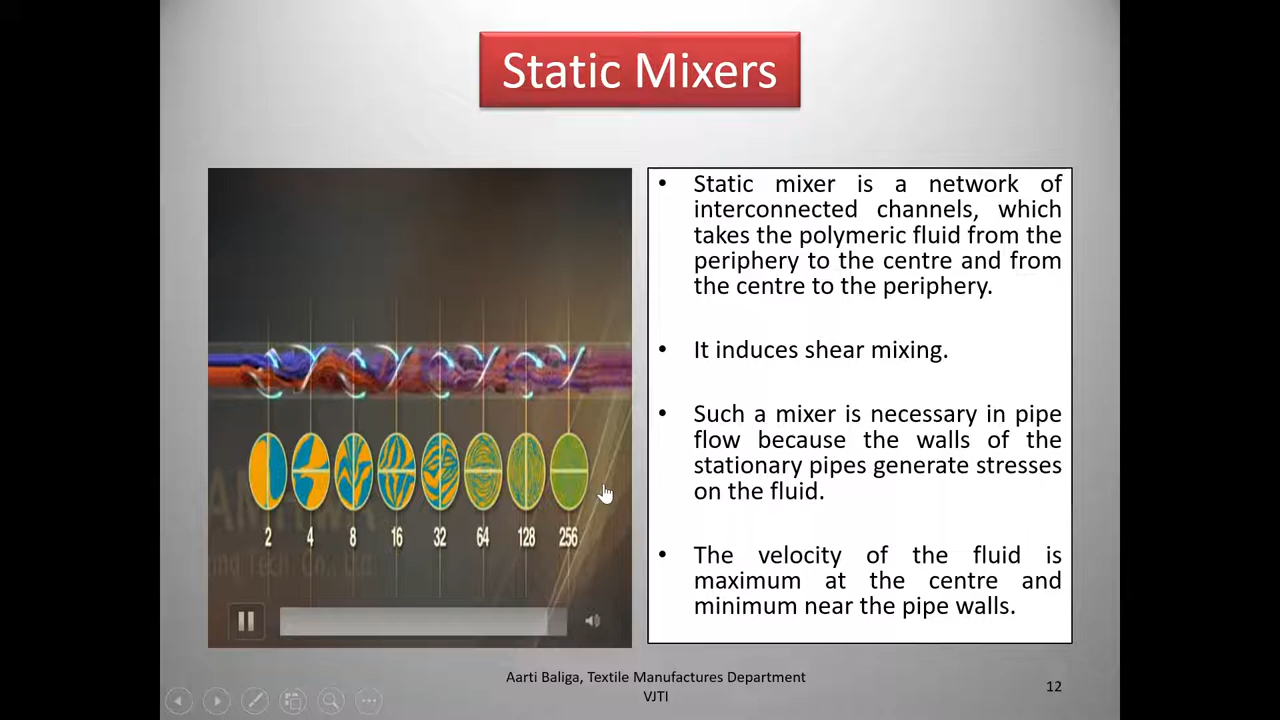 Static Mixers
• Static mixer is a network of
interconnected channels, which
takes the polymeric fluid from the
periphery to the centre and from
the centre to the periphery.
• It induces shear mixing.
• Such a mixer is necessary in pipe
flow because the walls of the
stationary pipes generate stresses
on the fluid.
• The velocity of the fluid is
maximum at the centre and
minimum near the pipe walls.
2 4 8 16 32 64 128 256
Aarti Baliga, Textile Manufactures Department
VJTI
12